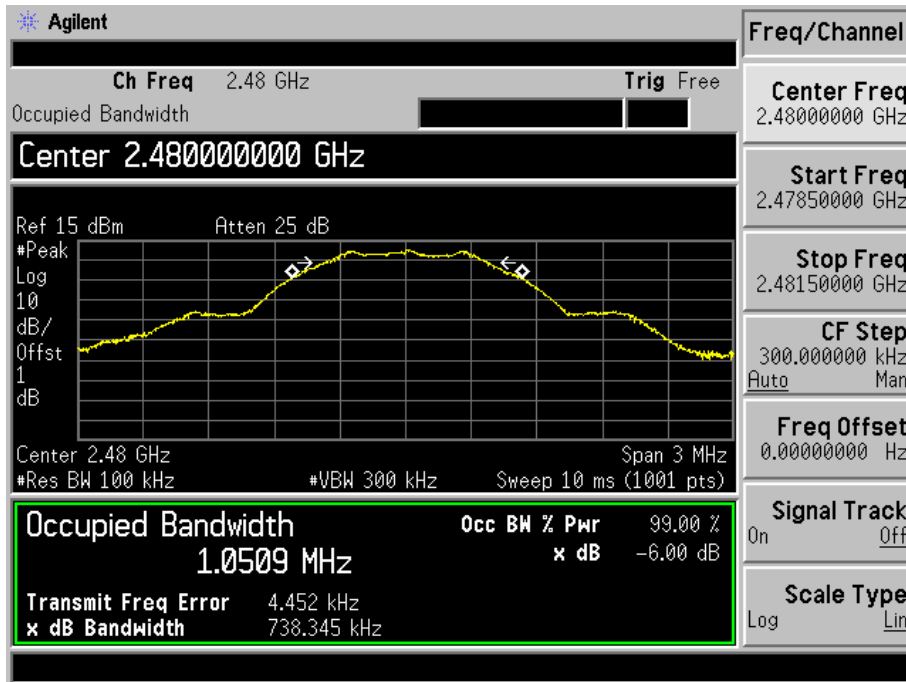 Agilent
Freq/Channel
Ch Freq 2.48 GHz Trig Free
Occupied Bandwidth
Center 2.480000000 GHz
Ref 15 dBm Atten 25 dB
#Peak
Log
10
dB/
Offst
1
dB
Center 2.48 GHz Span 3 MHz
#Res BW 100 kHz #VBW 300 kHz Sweep 10 ms (1001 pts)
Occupied Bandwidth Occ BW % Pwr 99.00 %
1.0509 MHz x dB -6.00 dB
Transmit Freq Error 4.452 kHz
x dB Bandwidth 738.345 kHz
Center Freq
2.48000000 GHz
Start Freq
2.47850000 GHz
Stop Freq
2.48150000 GHz
CF Step
300.000000 kHz
Auto Man
Freq Offset
0.00000000 Hz
Signal Track
On Off
Scale Type
Log Lin